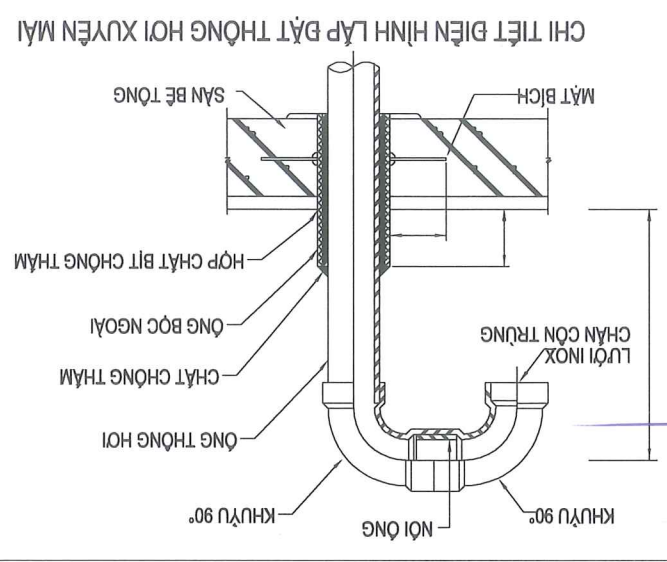 KHUỶU 90°
NỐI ỐNG
KHUỶU 90°
ỐNG THÔNG HƠI
LƯỚI INOX
CHẮN CÔN TRÙNG
CHẤT CHỐNG THẤM
ỐNG BỌC NGOÀI
HỢP CHẤT BỊT CHỐNG THẤM
MẶT BÍCH
SÀN BÊ TÔNG
CHI TIẾT ĐIỂN HÌNH LẮP ĐẶT THÔNG HƠI XUYÊN MÁI